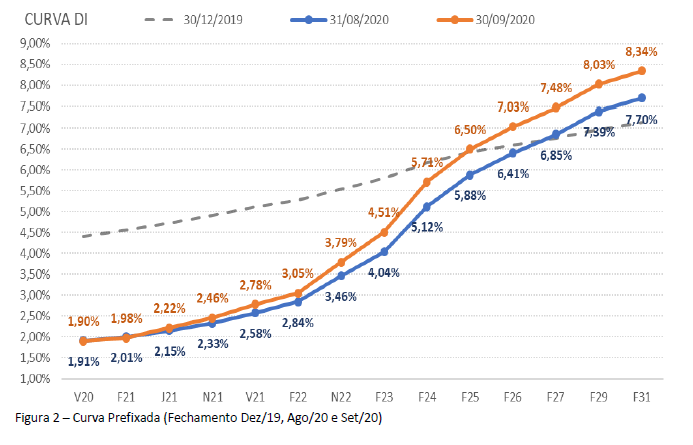 CURVA DI
30/12/2019 31/08/2020 30/09/2020
9,00%
8,50%
8,00%
7,50%
7,00%
6,50%
6,00%
5,50%
5,00%
4,50%
4,00%
3,50%
3,00%
2,50%
2,00%
1,50%
1,00%
1,90% 1,98% 2,22% 2,46% 2,78% 3,05% 3,79% 4,51% 5,71% 6,50% 7,03% 7,48% 8,03% 8,34%
1,91% 2,01% 2,15% 2,33% 2,58% 2,84% 3,46% 4,04% 5,12% 5,88% 6,41% 6,85% 7,39% 7,70%
V20 F21 J21 N21 V21 F22 N22 F23 F24 F25 F26 F27 F29 F31
Figura 2 – Curva Prefixada (Fechamento Dez/19, Ago/20 e Set/20)